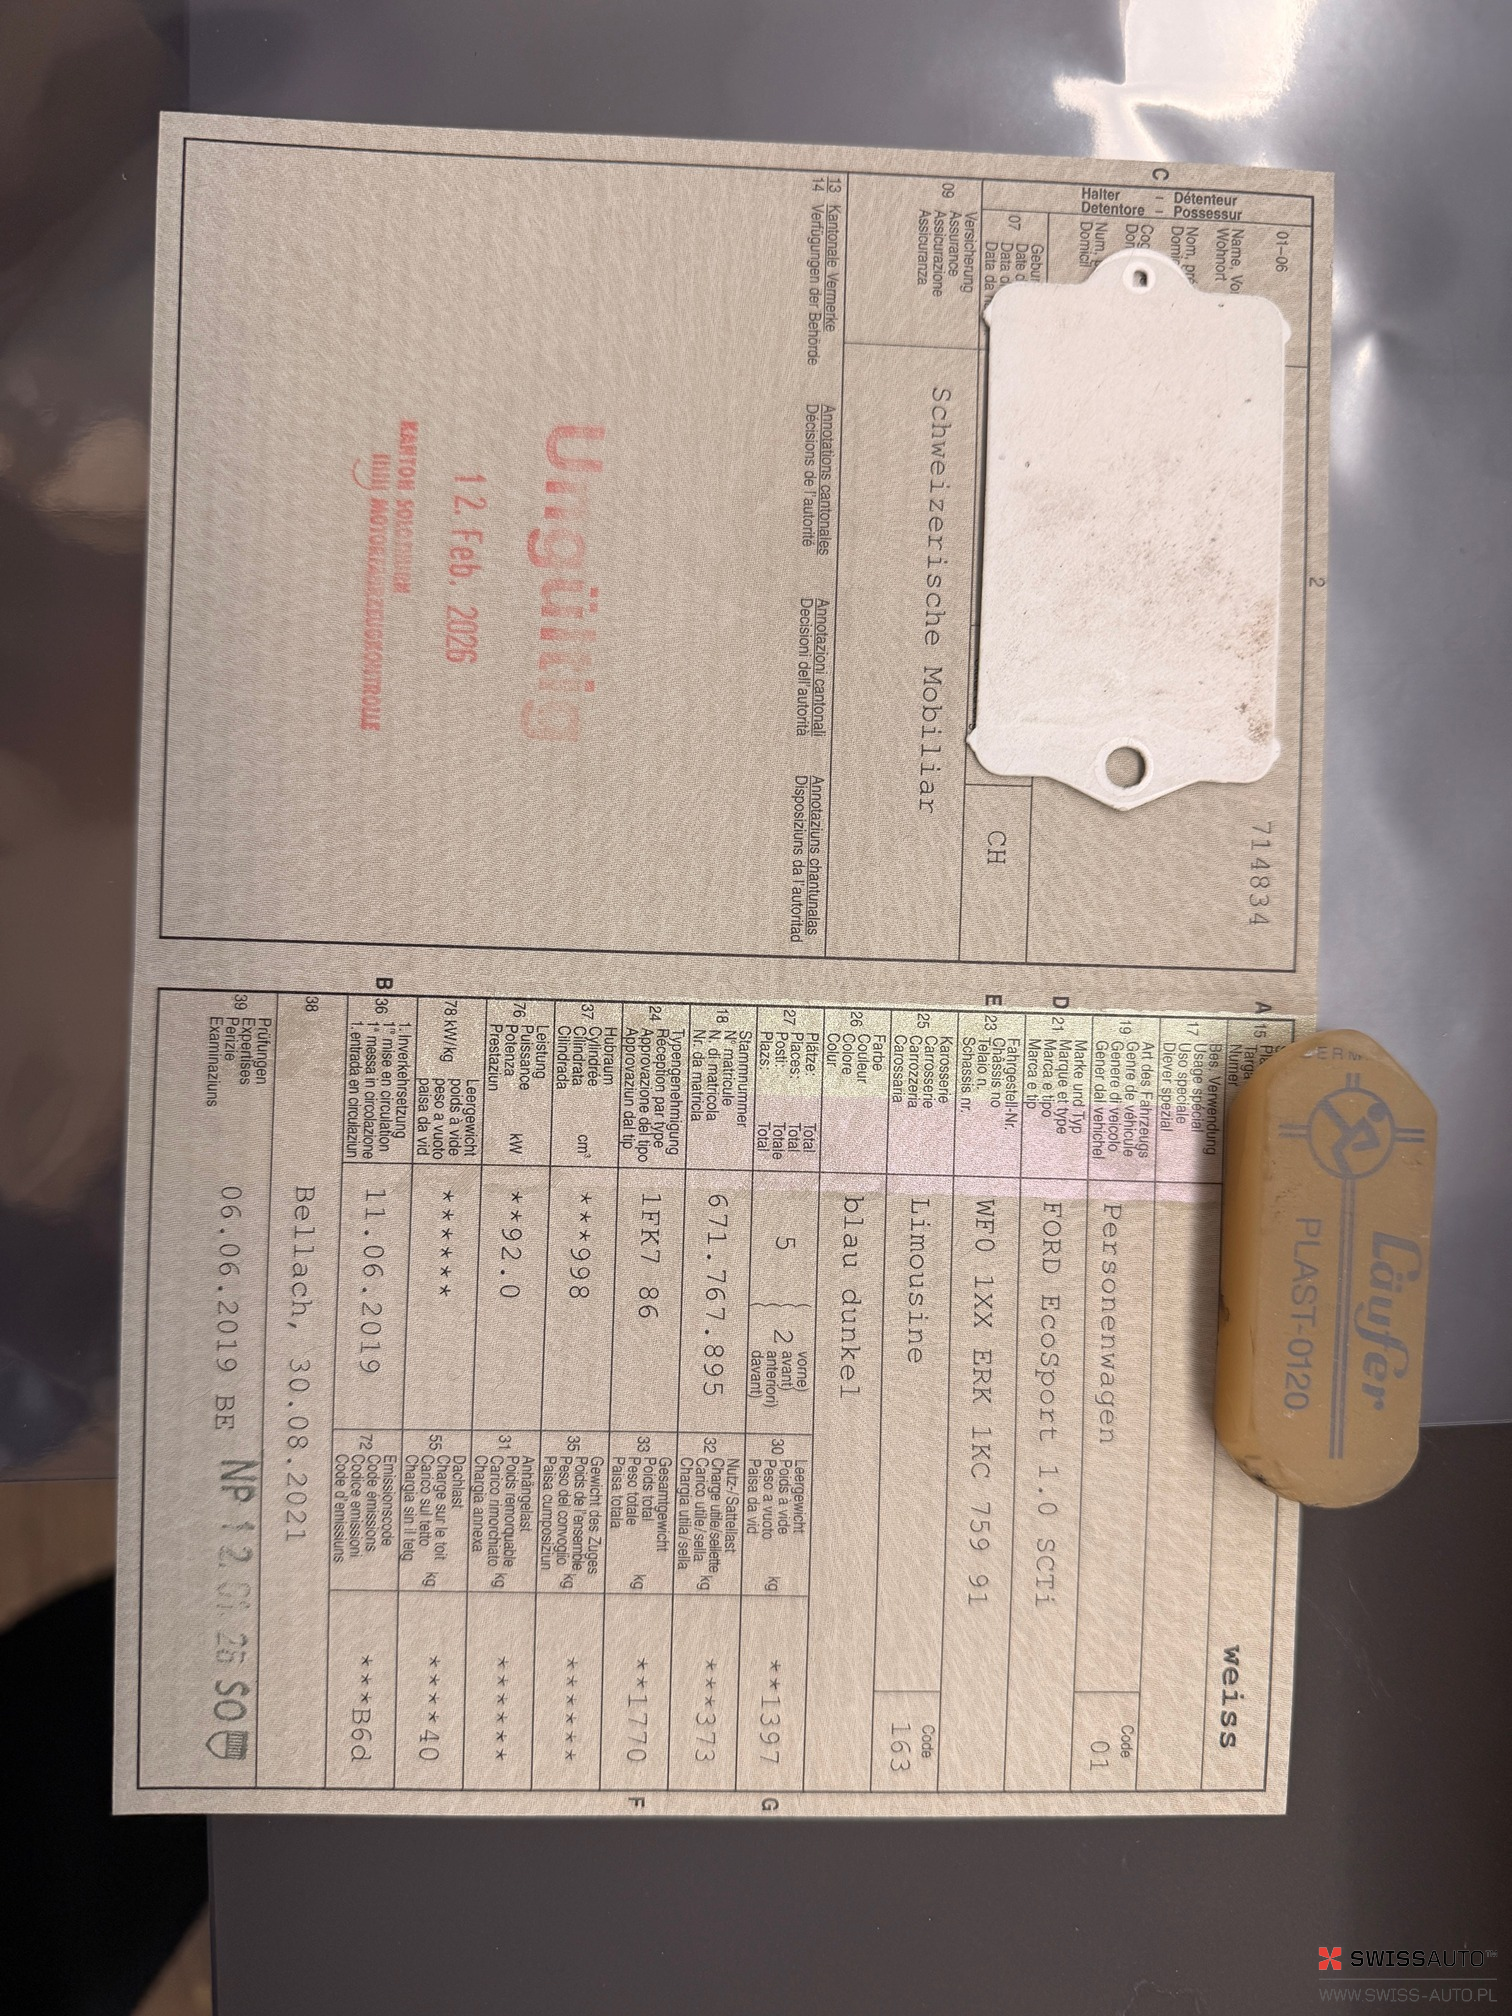 2
C
Halter – Détenteur
Detentore – Possessur
01–06
Name, Vo
Wohnort
Nom, pré
07
CH
714834
09
Versicherung
Assurance
Assicurazione
Assicuranza
Schweizerische Mobiliar
13 Kantonale Vermerke
14 Verfügungen der Behörde
Annotations cantonales
Décisions de l'autorité
Annotazioni cantonali
Decisioni dell'autorità
Annotaziuns chantunalas
Disposiziuns da l'autoritad
Ungültig
12. Feb. 2026
KANTON SOLOTHURN
MOTORFAHRZEUGKONTROLLE
A
15
weiss
17
Bes. Verwendung
Usage spécial
Uso speciale
Diever spezial
19
Art des Fahrzeugs
Genre de véhicule
Genere di veicolo
Gener dal vehichel
Personenwagen
Code
01
D 21
Marke und Typ
Marque et type
Marca e tipo
Marca e tip
FORD EcoSport 1.0 SCTi
E 23
Fahrgestell-Nr.
Châssis no
Telaio n.
Schassis nr.
WF0 1XX ERK 1KC 759 91
25
Karosserie
Carrosserie
Carrozzeria
Carossaria
Limousine
Code
163
26
Farbe
Couleur
Colore
Colur
blau dunkel
27
Plätze: Total
Places: Total
Posti: Totale
Plazs: Total
5
2
vorne)
avant)
anteriori)
davant)
30
Leergewicht
Poids à vide
Peso a vuoto
Paisa da vid
kg
**1397
G
18
Stammnummer
N° matricule
N. di matricola
Nr. da matricla
671.767.895
32
Nutz-/Sattellast
Charge utile/sellette
Carico utile/sella
Chargia utila/sella
kg
***373
24
Typengenehmigung
Réception par type
Approvazione del tipo
Approvaziun dal tip
1FK7 86
33
Gesamtgewicht
Poids total
Peso totale
Paisa totala
kg
**1770
F
37
Hubraum
Cylindrée
Cilindrata
Cilindrada
cm³
***998
35
Gewicht des Zuges
Poids de l'ensemble
Peso del convoglio
Paisa cumposiziun
kg
******
76
Leistung
Puissance
Potenza
Prestaziun
kW
**92.0
31
Anhängelast
Poids remorquable
Carico rimorchiato
Chargia annexa
kg
******
78 kW/kg
Leergewicht
poids à vide
peso a vuoto
paisa da vid
******
55
Dachlast
Charge sur le toit
Carico sul tetto
Chargia sin il tetg
kg
****40
B 36
1. Inverkehrsetzung
1re mise en circulation
1a messa in circolazione
1. entrada en circulaziun
11.06.2019
72
Emissionscode
Code émissions
Codice emissioni
Code d'emissiuns
***B6d
38
Bellach, 30.08.2021
39
Prüfungen
Expertises
Perizie
Examinaziuns
06.06.2019 BE
NP 12.01.26 SO
Läufer
PLAST-0120
SWISSAUTO
WWW.SWISS-AUTO.PL